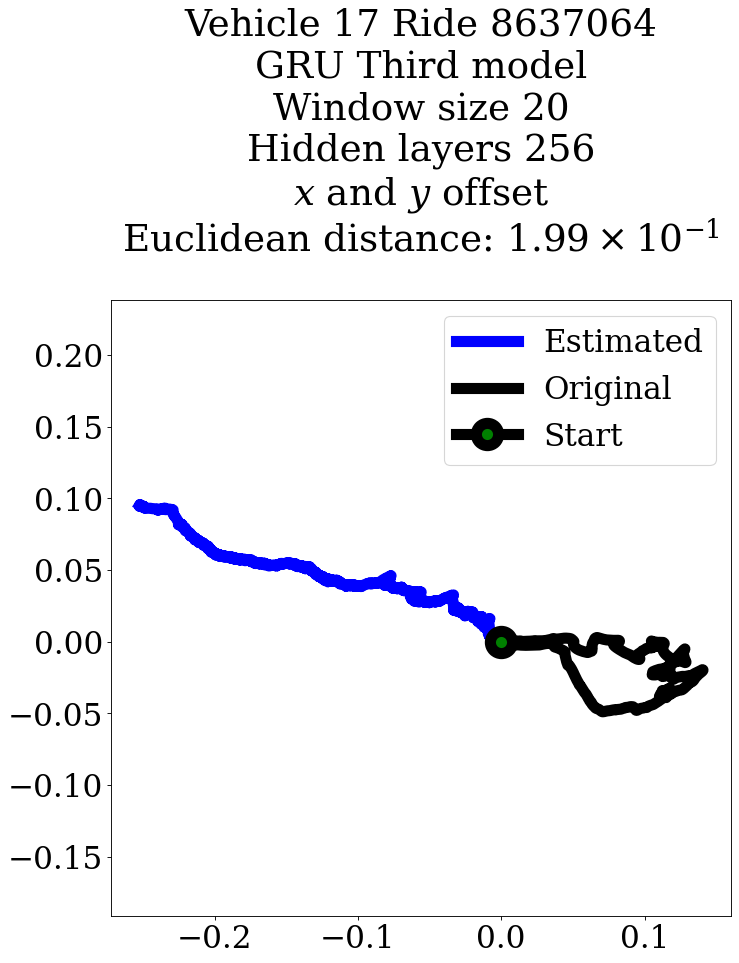 Vehicle 17 Ride 8637064
GRU Third model
Window size 20
Hidden layers 256
x and y offset
Euclidean distance: 1.99 × 10⁻¹
Estimated
Original
Start
0.20
0.15
0.10
0.05
0.00
−0.05
−0.10
−0.15
−0.2 −0.1 0.0 0.1